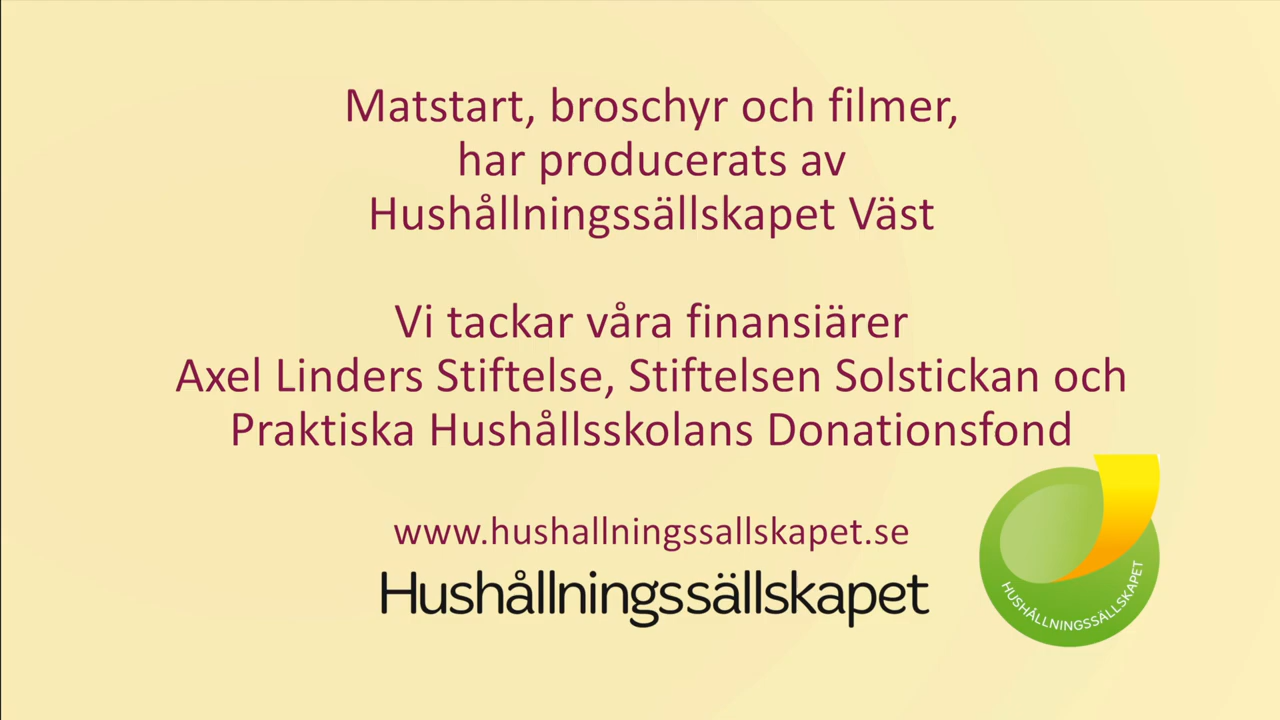 Matstart, broschyr och filmer,
har producerats av
Hushållningssällskapet Väst
Vi tackar våra finansiärer
Axel Linders Stiftelse, Stiftelsen Solstickan och
Praktiska Hushållsskolans Donationsfond
www.hushallningssallskapet.se
Hushållningssällskapet
HUSHÅLLNINGSSÄLLSKAPET